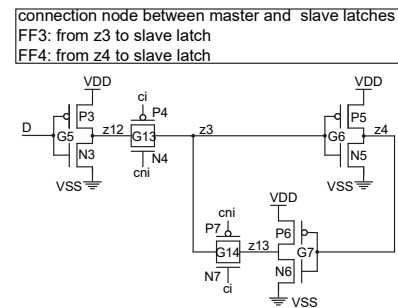 connection node between master and slave latches
FF3: from z3 to slave latch
FF4: from z4 to slave latch
VDD
ci
P4
VDD
P3
P5
D
G5
z12
G13
z3
G6
z4
N3
N4
N5
VSS
cni
VSS
VDD
cni
P7
P6
G14
z13
G7
N7
ci
N6
VSS